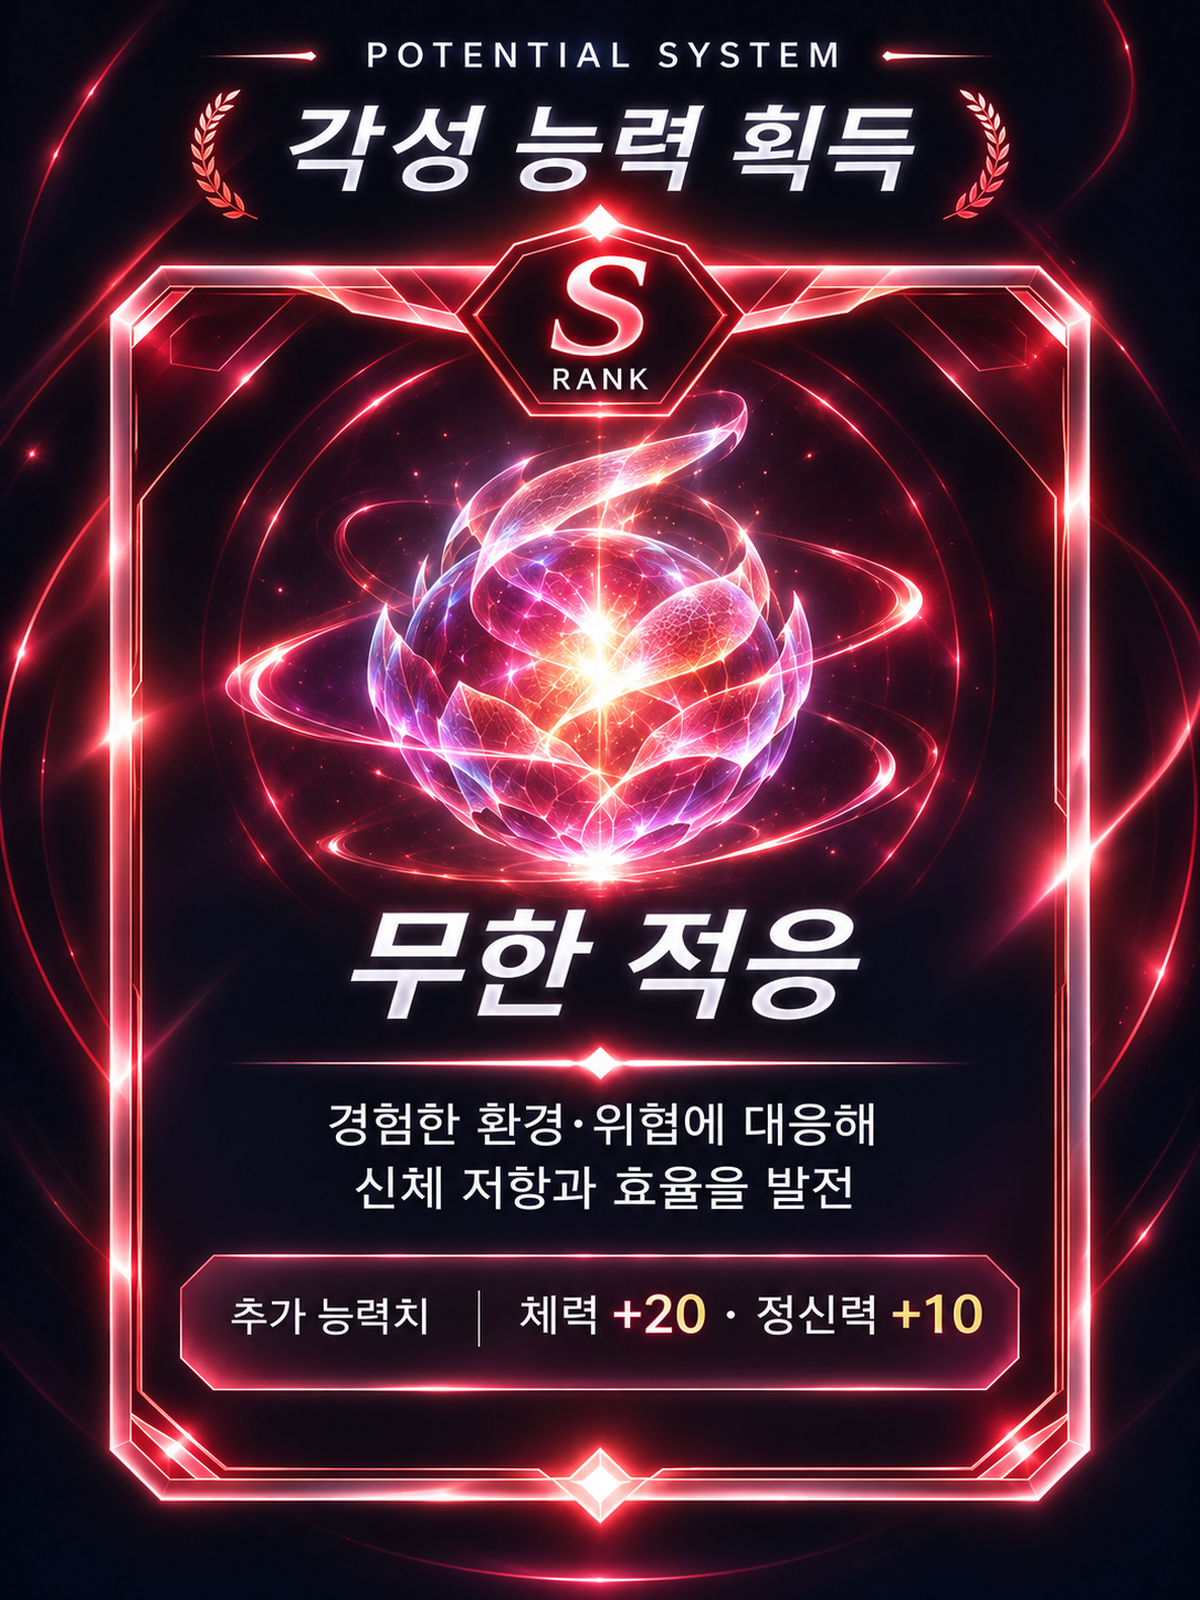 POTENTIAL SYSTEM
각성 능력 획득
S
RANK
무한 적응
경험한 환경·위협에 대응해
신체 저항과 효율을 발전
추가 능력치 | 체력 +20 · 정신력 +10